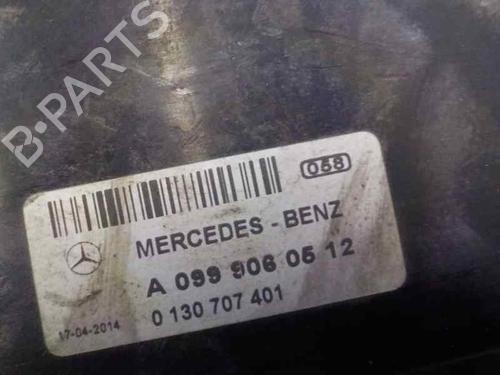 B-PARTS
058
MERCEDES - BENZ
A 099 906 05 12
0 130 707 401
17-04-2014